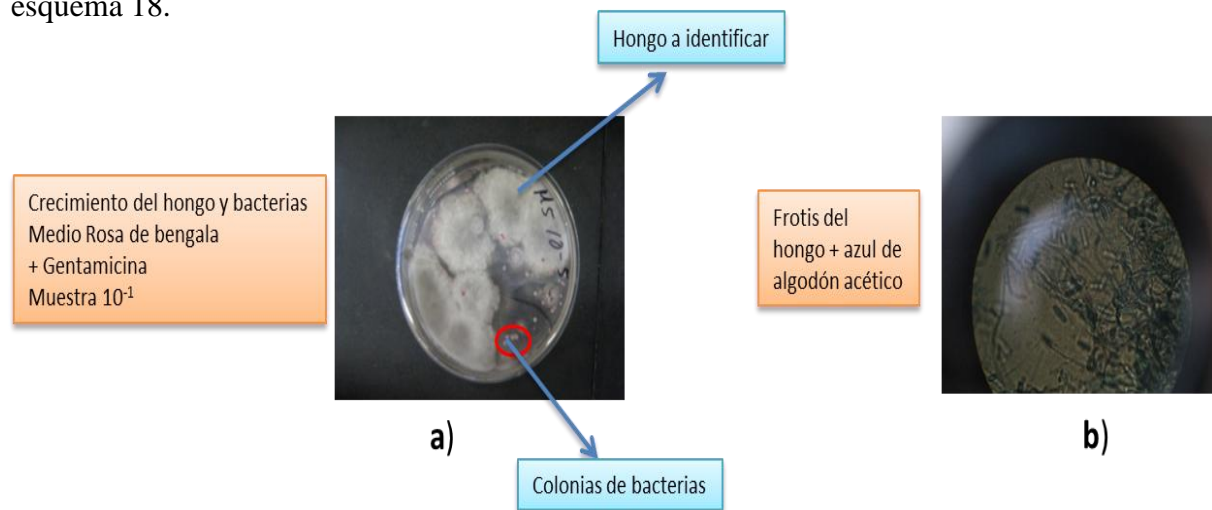 esquema 18.
Hongo a identificar
Crecimiento del hongo y bacterias
Medio Rosa de bengala
+ Gentamicina
Muestra 10⁻¹
Frotis del
hongo + azul de
algodón acético
a)
b)
Colonias de bacterias